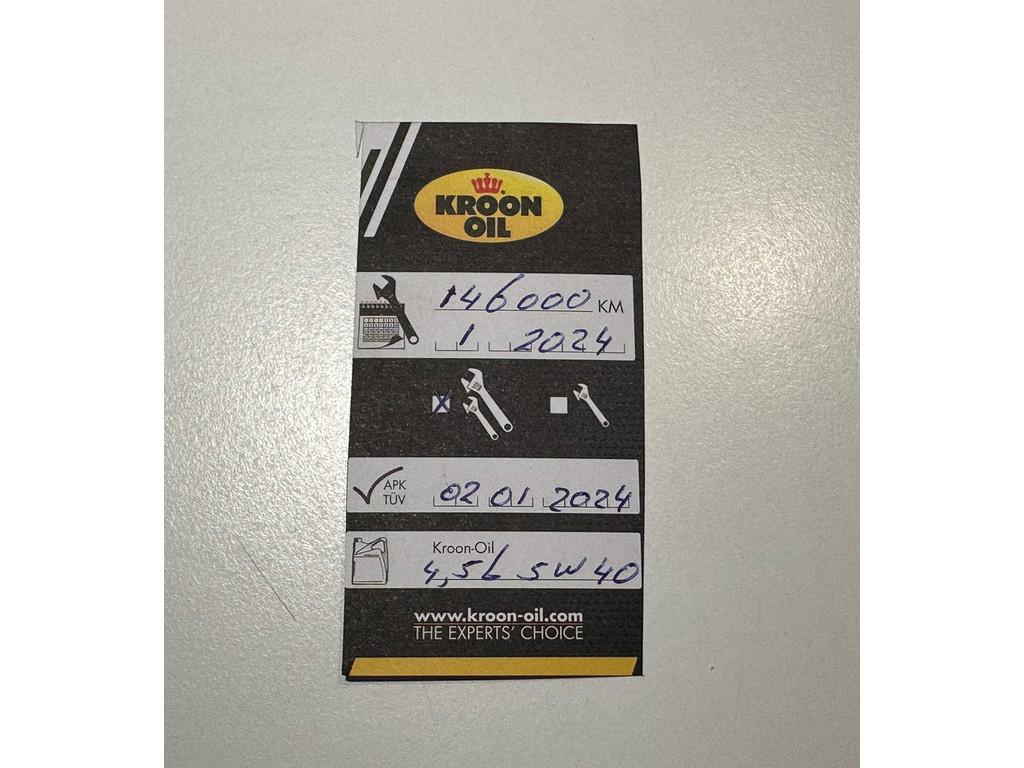 KROON
OIL
146000 KM
1 2024
X
APK
TÜV
02 01 2024
Kroon-Oil
4,5L 5W40
www.kroon-oil.com
THE EXPERTS' CHOICE